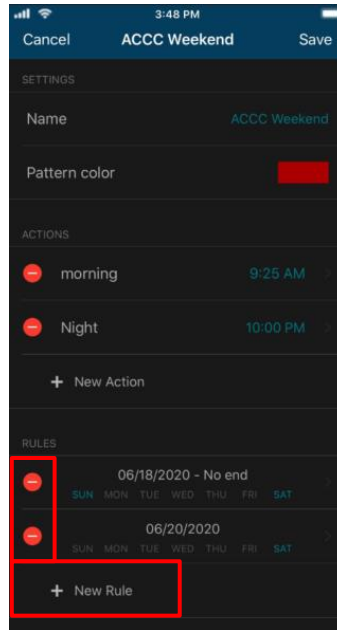 3:48 PM
Cancel ACCC Weekend Save
SETTINGS
Name ACCC Weekend
Pattern color
ACTIONS
morning 9:25 AM
Night 10:00 PM
+ New Action
RULES
06/18/2020 - No end
SUN MON TUE WED THU FRI SAT
06/20/2020
SUN MON TUE WED THU FRI SAT
+ New Rule